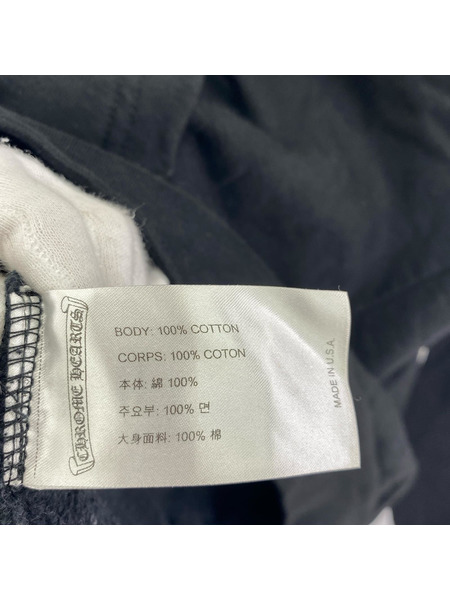 CHROME HEARTS
BODY: 100% COTTON
CORPS: 100% COTON
本体: 綿 100%
주요부: 100% 면
大身面料: 100% 棉
MADE IN U.S.A.